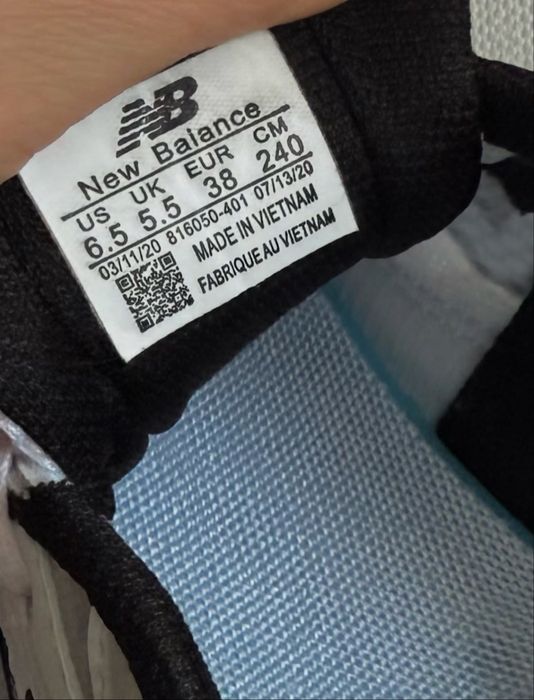 NB
New Balance
US UK EUR CM
6.5 5.5 38 240
03/11/20 816050-401 07/13/20
MADE IN VIETNAM
FABRIQUE AU VIETNAM